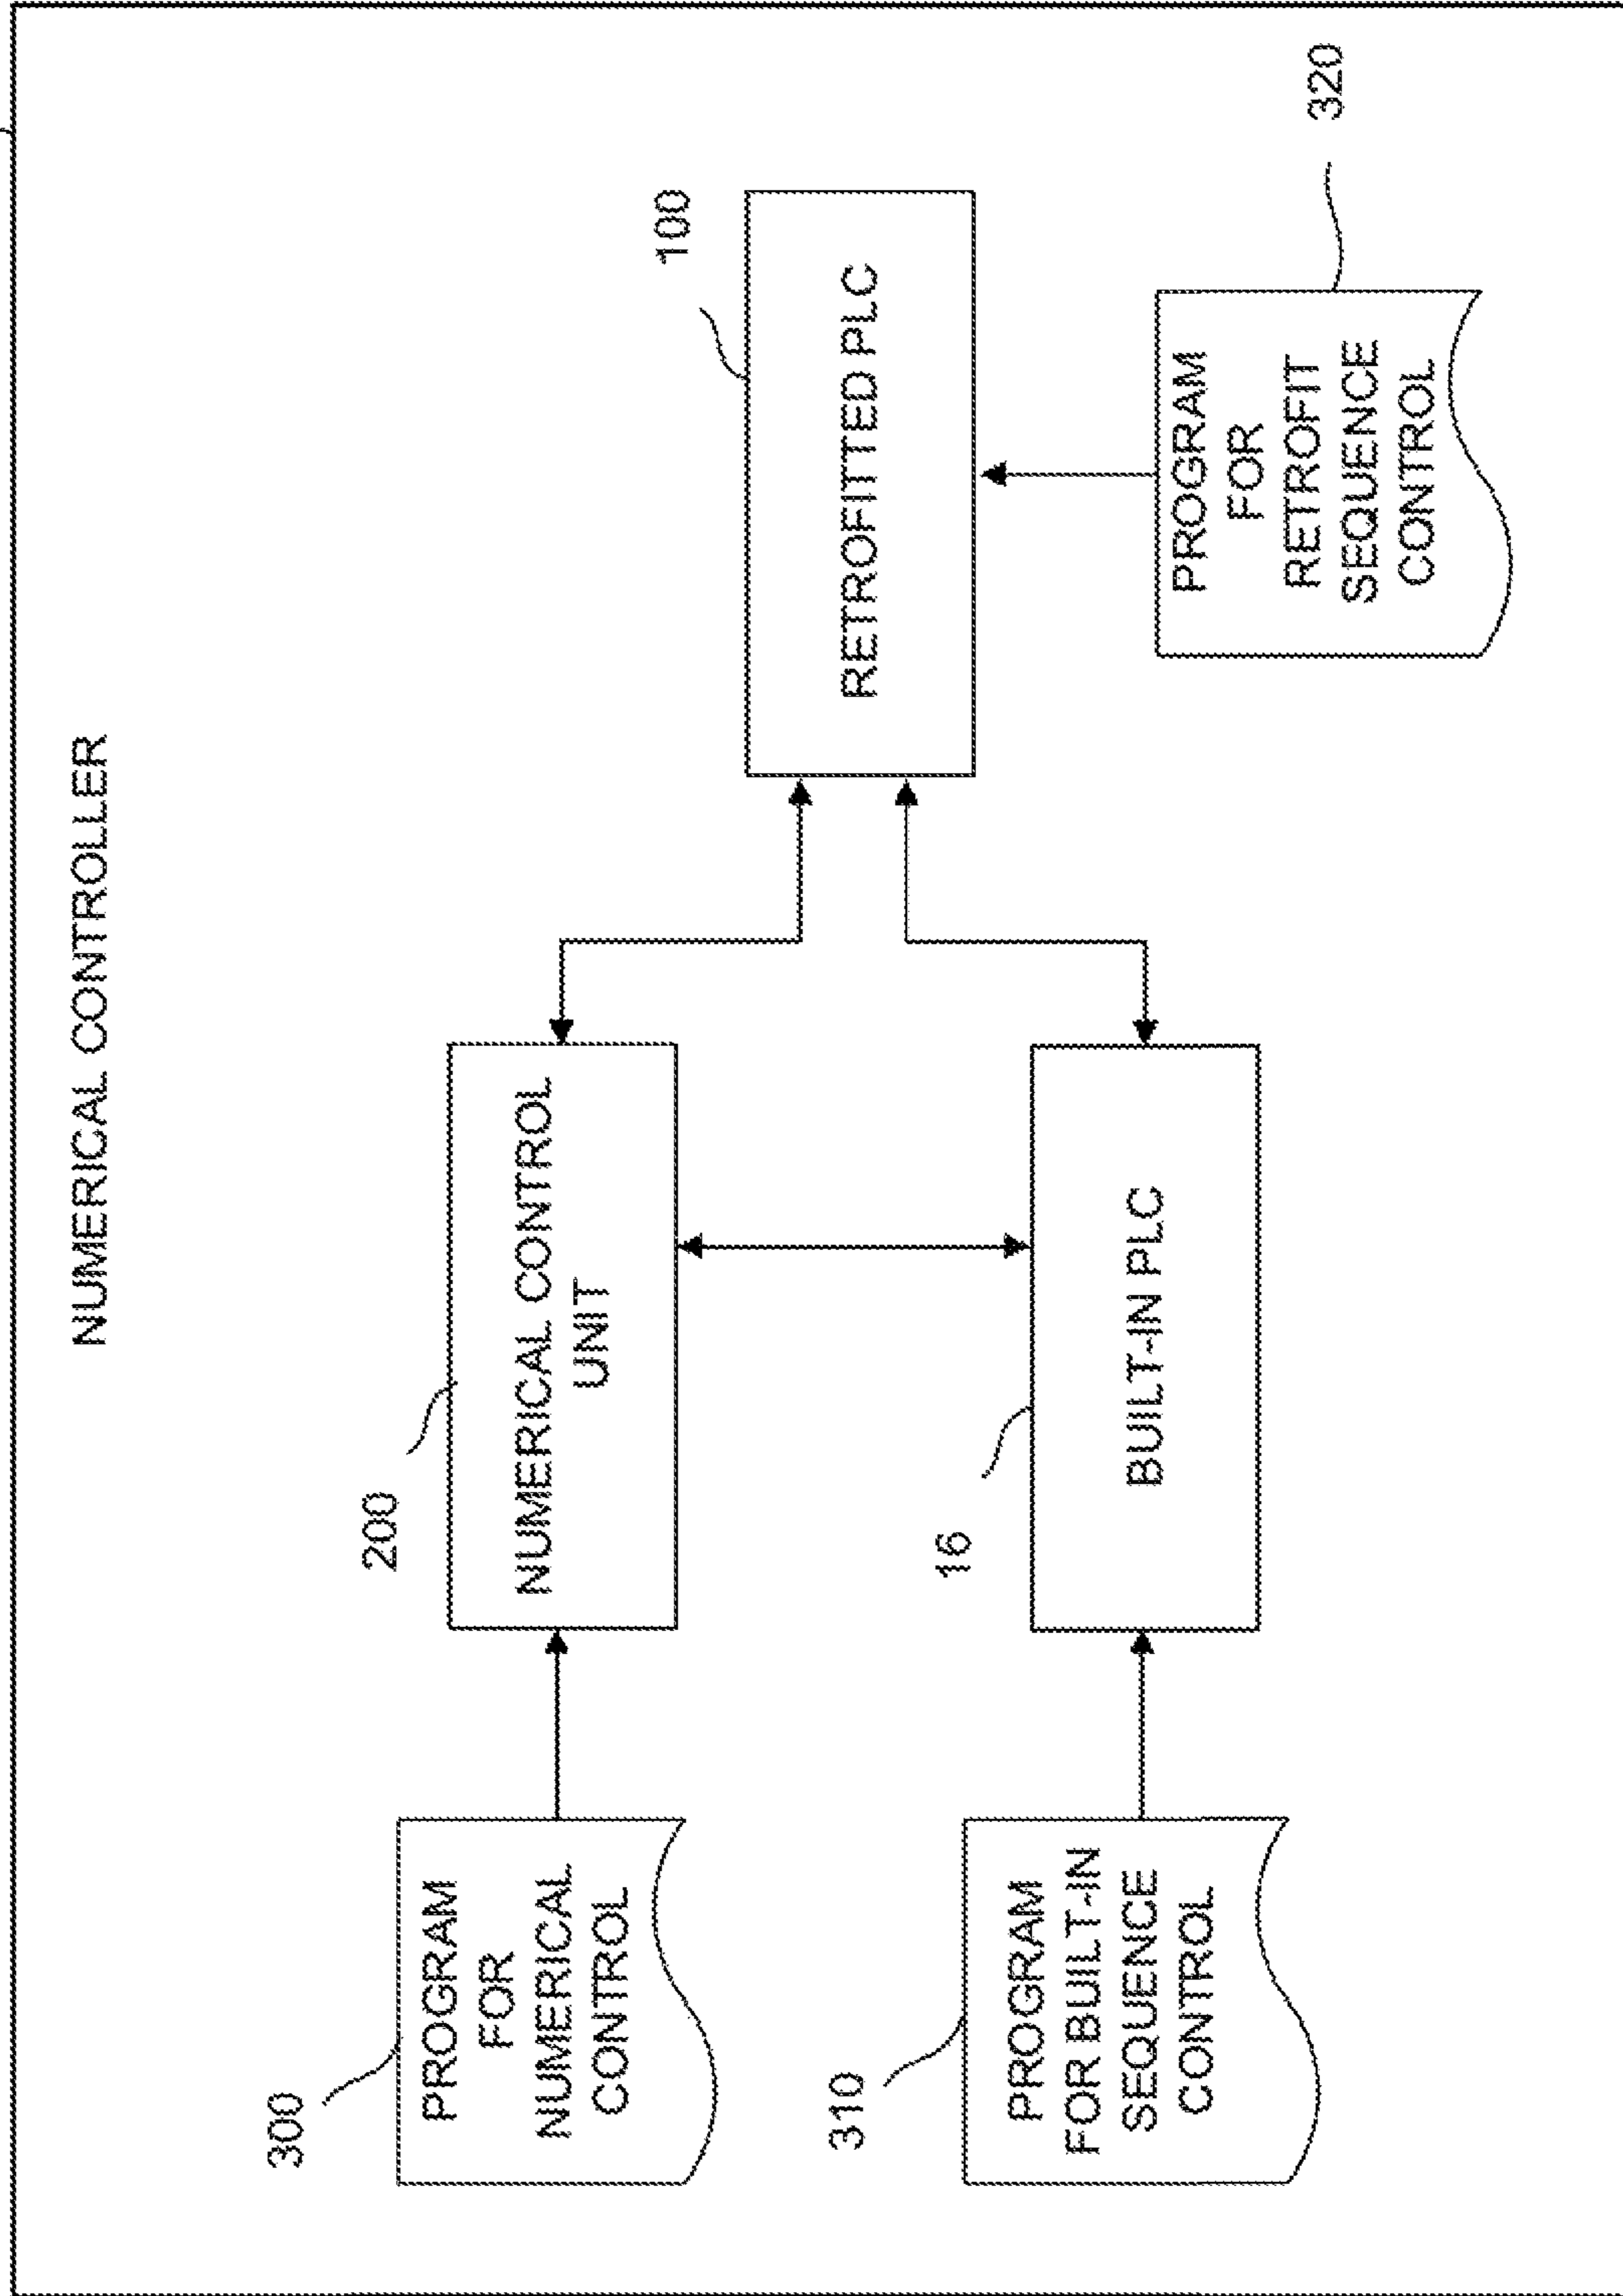 NUMERICAL CONTROLLER
300
PROGRAM
FOR
NUMERICAL
CONTROL
200
NUMERICAL CONTROL
UNIT
100
RETROFITTED PLC
310
PROGRAM
FOR BUILT-IN
SEQUENCE
CONTROL
16
BUILT-IN PLC
320
PROGRAM
FOR
RETROFIT
SEQUENCE
CONTROL